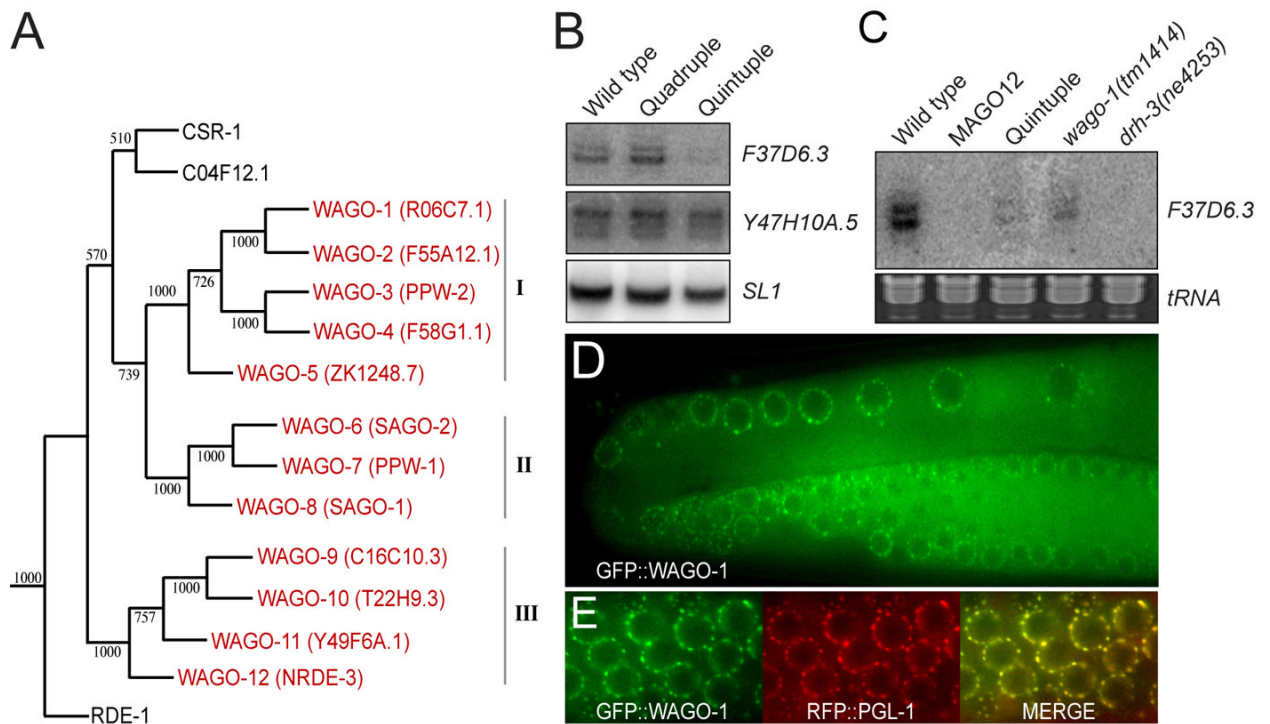 A
CSR-1
510
C04F12.1
570
WAGO-1 (R06C7.1)
1000
WAGO-2 (F55A12.1)
726
WAGO-3 (PPW-2)
1000
1000
WAGO-4 (F58G1.1)
WAGO-5 (ZK1248.7)
I
739
WAGO-6 (SAGO-2)
1000
WAGO-7 (PPW-1)
1000
WAGO-8 (SAGO-1)
II
WAGO-9 (C16C10.3)
1000
WAGO-10 (T22H9.3)
757
WAGO-11 (Y49F6A.1)
1000
WAGO-12 (NRDE-3)
III
1000
RDE-1
B
Wild type
Quadruple
Quintuple
F37D6.3
Y47H10A.5
SL1
C
Wild type
MAGO12
Quintuple
wago-1(tm1414)
drh-3(ne4253)
F37D6.3
tRNA
D
GFP::WAGO-1
E
GFP::WAGO-1
RFP::PGL-1
MERGE